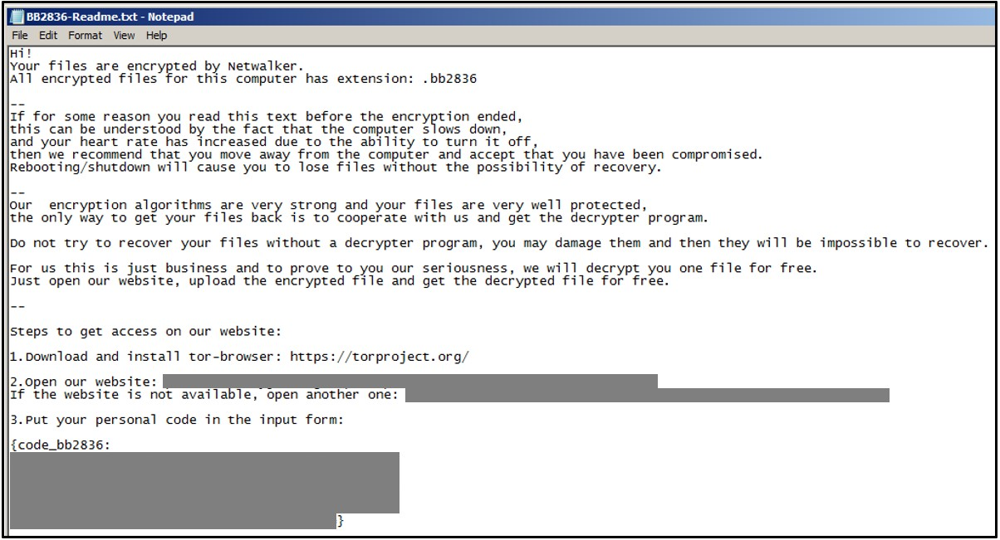 BB2836-Readme.txt - Notepad
File Edit Format View Help
Hi!
Your files are encrypted by Netwalker.
All encrypted files for this computer has extension: .bb2836
--
If for some reason you read this text before the encryption ended,
this can be understood by the fact that the computer slows down,
and your heart rate has increased due to the ability to turn it off,
then we recommend that you move away from the computer and accept that you have been compromised.
Rebooting/shutdown will cause you to lose files without the possibility of recovery.
--
Our  encryption algorithms are very strong and your files are very well protected,
the only way to get your files back is to cooperate with us and get the decrypter program.
Do not try to recover your files without a decrypter program, you may damage them and then they will be impossible to recover.
For us this is just business and to prove to you our seriousness, we will decrypt you one file for free.
Just open our website, upload the encrypted file and get the decrypted file for free.
--
Steps to get access on our website:
1.Download and install tor-browser: https://torproject.org/
2.Open our website:
If the website is not available, open another one:
3.Put your personal code in the input form:
{code_bb2836:
}